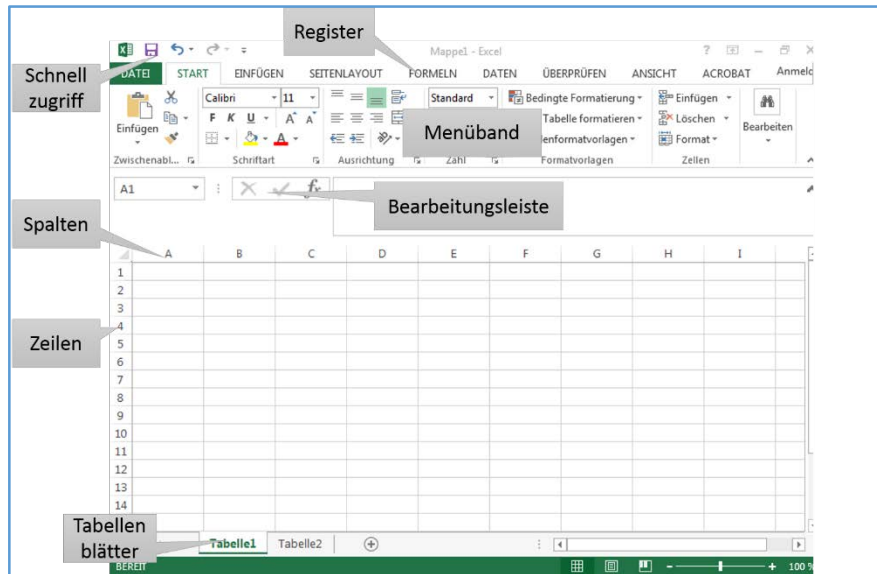 Register
Mappe1 - Excel
?
Schnell
zugriff
DATEI START EINFÜGEN SEITENLAYOUT FORMELN DATEN ÜBERPRÜFEN ANSICHT ACROBAT Anmeld
Calibri 11 Standard Bedingte Formatierung Einfügen
Einfügen F K U A A Tabelle formatieren Löschen Bearbeiten
A Menüband lenformatvorlagen Format
Zwischenabl... Schriftart Ausrichtung Zahl Formatvorlagen Zellen
A1 fx
Bearbeitungsleiste
Spalten
A B C D E F G H I
1
2
3
4
Zeilen
5
6
7
8
9
10
11
12
13
14
Tabellen
blätter
Tabelle1 Tabelle2
BEREIT 100 %